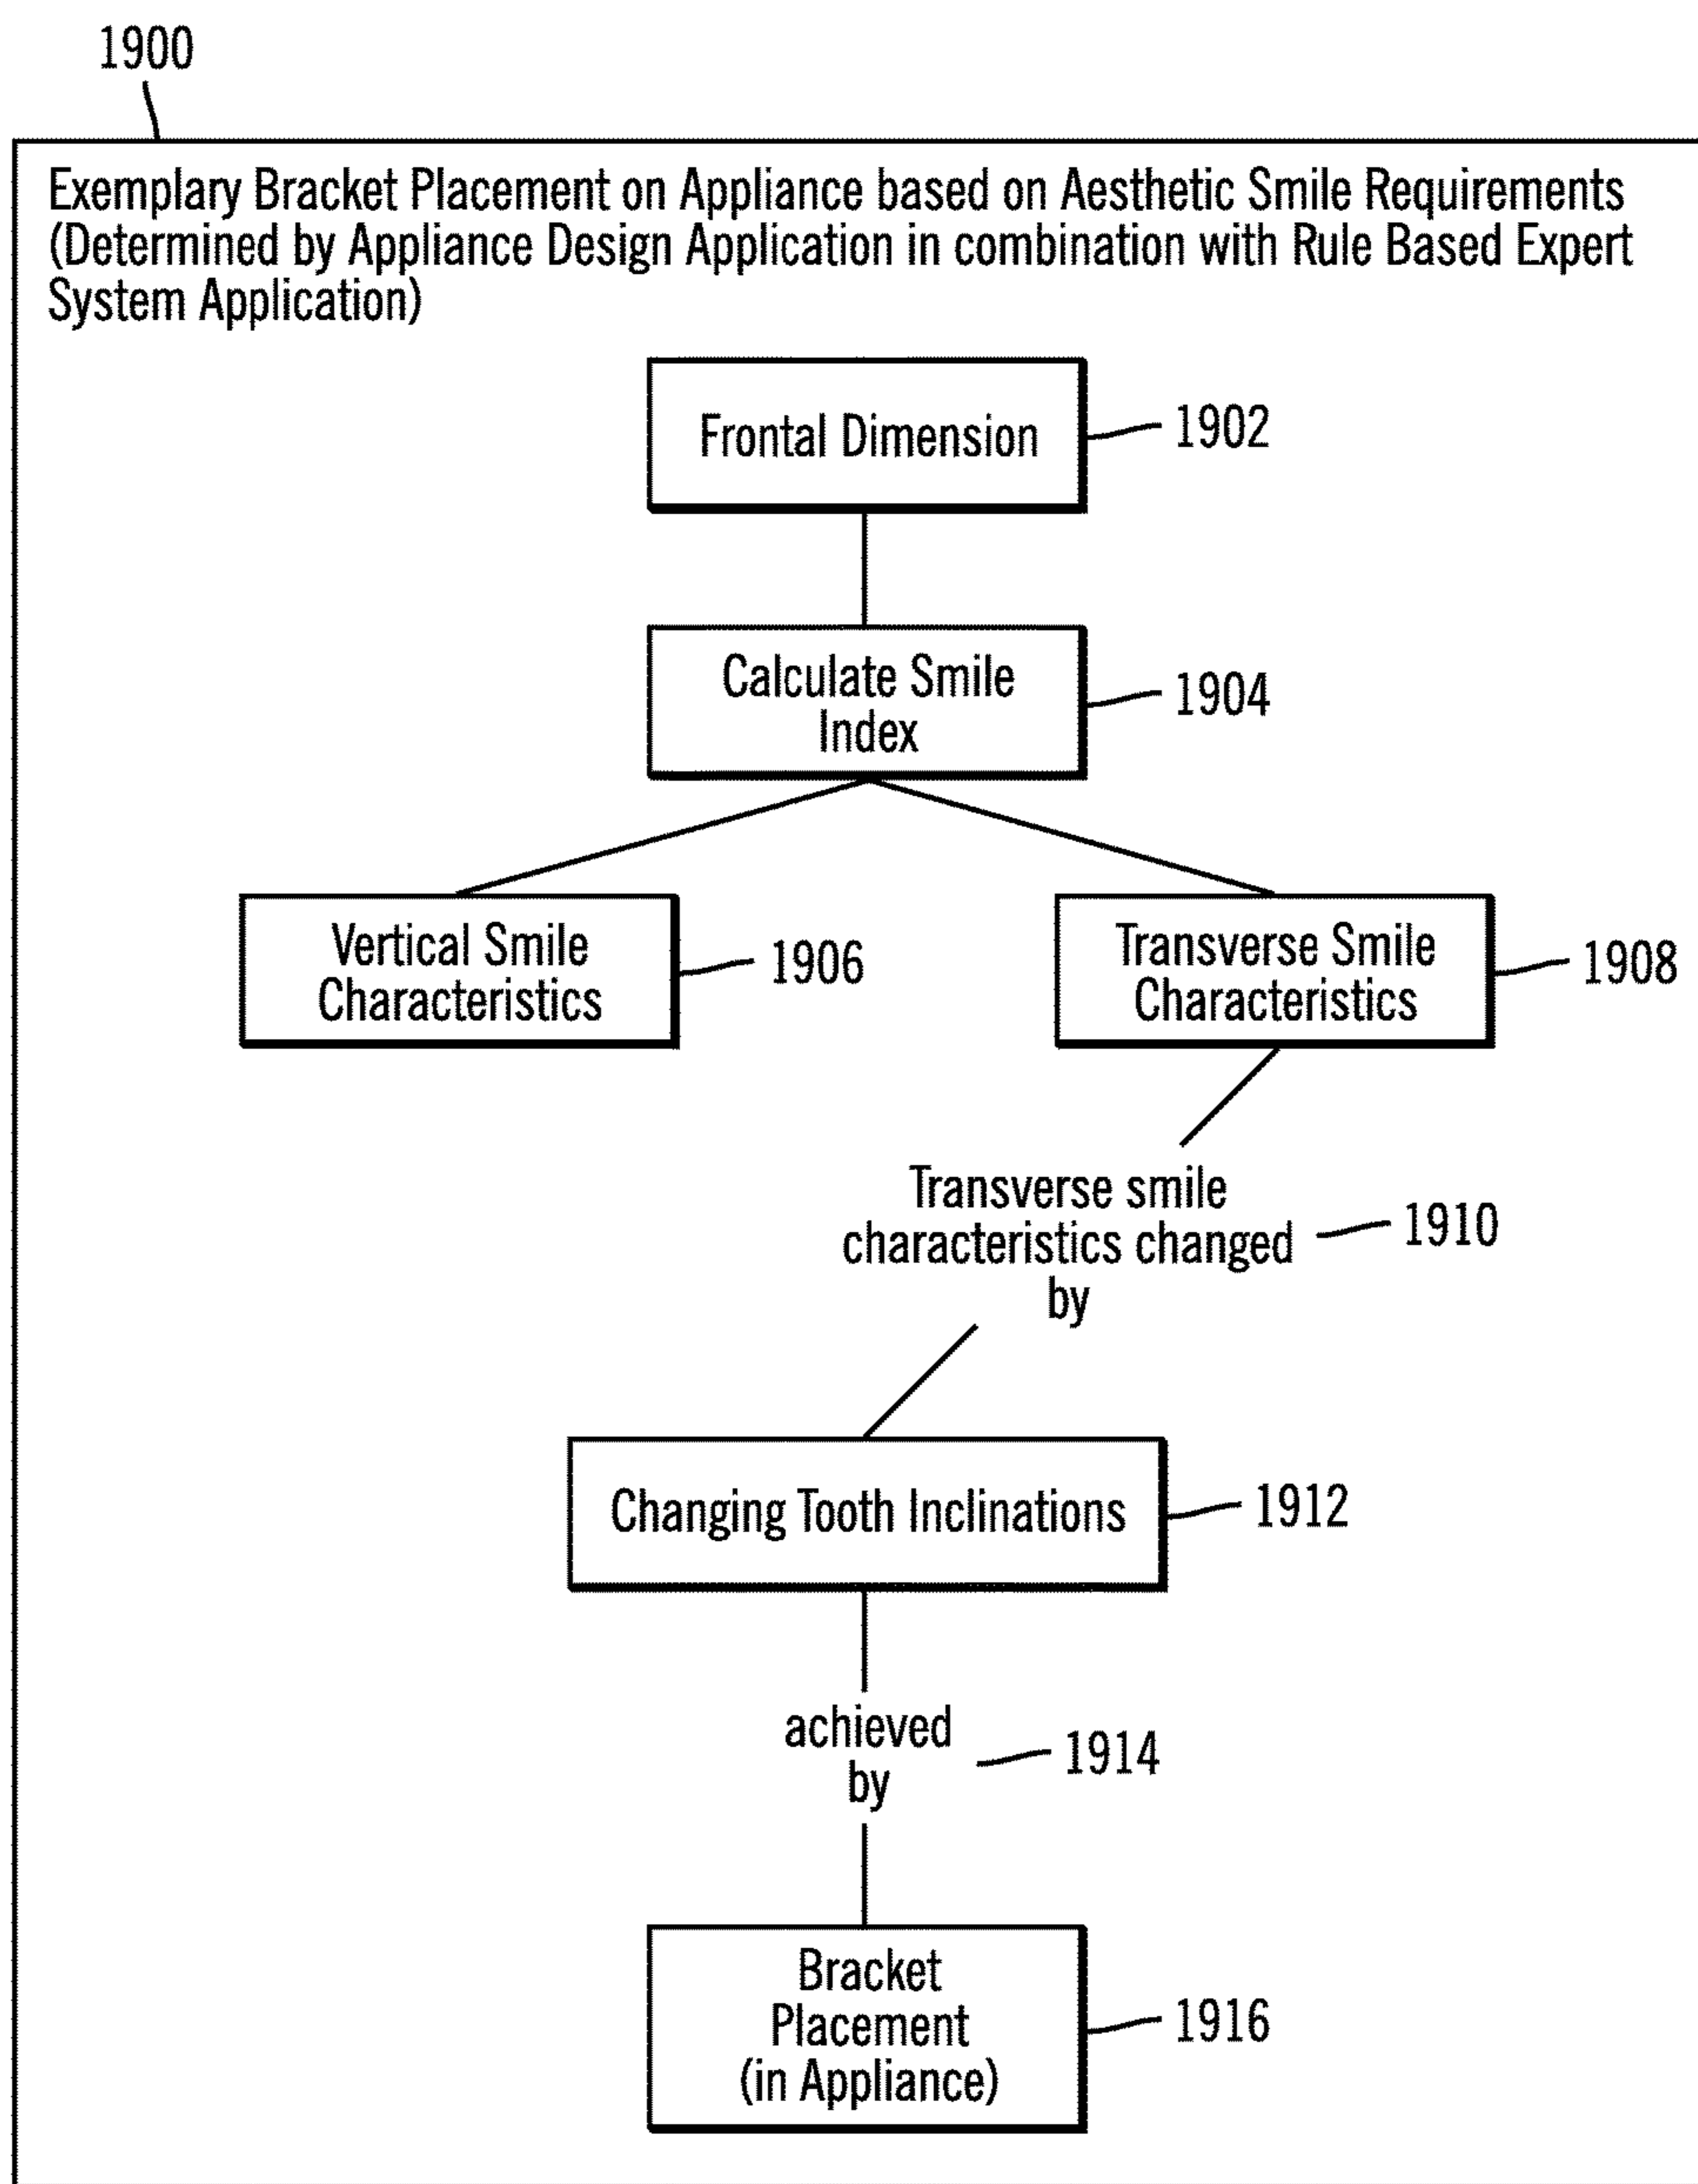 1900
Exemplary Bracket Placement on Appliance based on Aesthetic Smile Requirements
(Determined by Appliance Design Application in combination with Rule Based Expert
System Application)
Frontal Dimension
1902
Calculate Smile
Index
1904
Vertical Smile
Characteristics
1906
Transverse Smile
Characteristics
1908
Transverse smile
characteristics changed
by
1910
Changing Tooth Inclinations
1912
achieved
by
1914
Bracket
Placement
(in Appliance)
1916